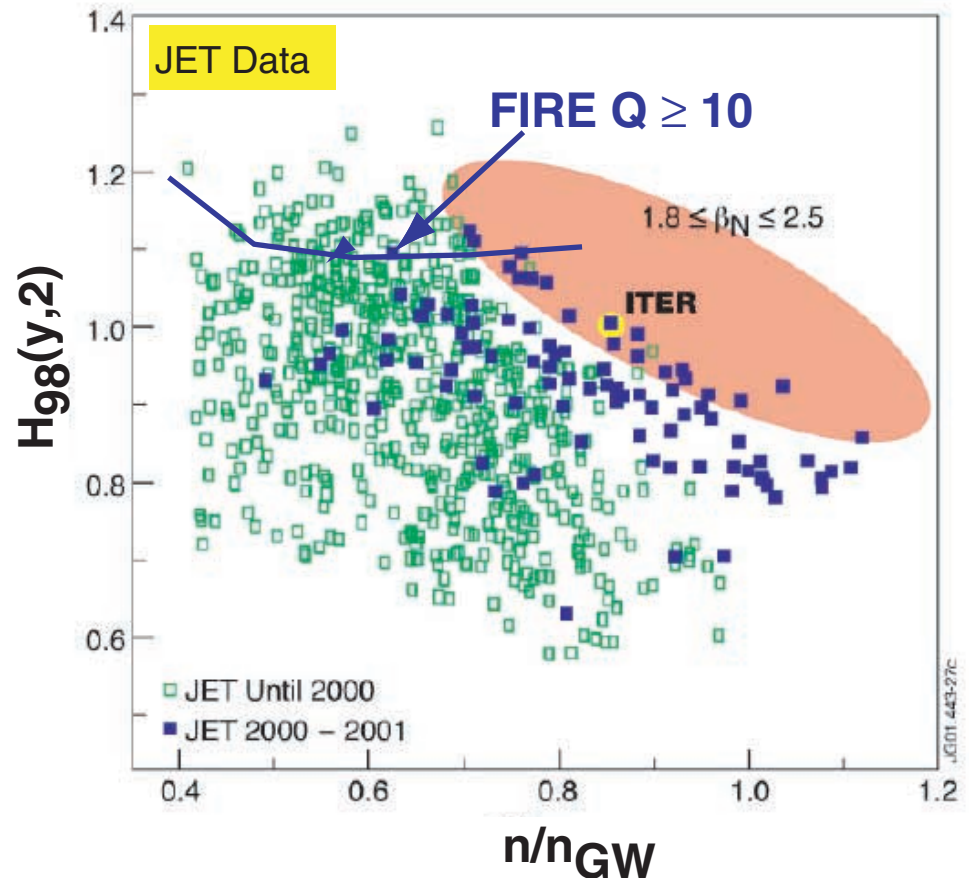 1.4
JET Data
FIRE Q ≥ 10
1.2
1.8 ≤ βN ≤ 2.5
H98(y,2)
1.0
ITER
0.8
0.6
JET Until 2000
JET 2000 – 2001
JG01.443-27c
0.4 0.6 0.8 1.0 1.2
n/nGW